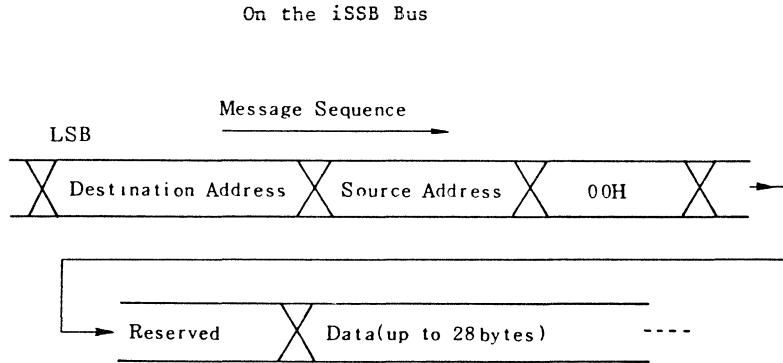 On the iSSB Bus
Message Sequence
LSB
Destination Address Source Address 00H
Reserved Data(up to 28bytes) ----